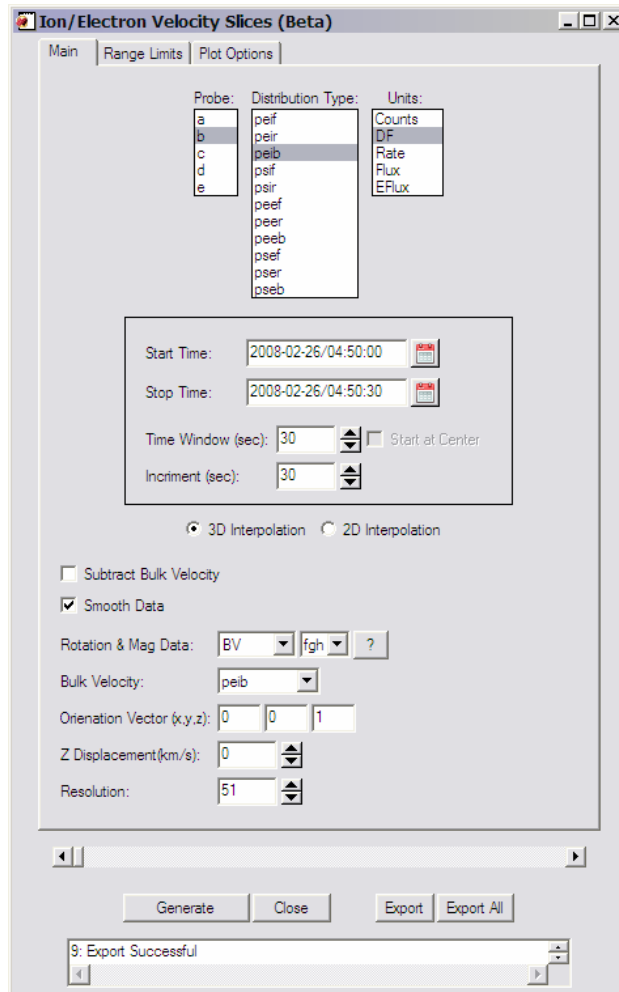 Ion/Electron Velocity Slices (Beta)
Main Range Limits Plot Options
Probe: Distribution Type: Units:
a
b
c
d
e
peif
peir
peib
psif
psir
peef
peer
peeb
psef
pser
pseb
Counts
DF
Rate
Flux
EFlux
Start Time: 2008-02-26/04:50:00
Stop Time: 2008-02-26/04:50:30
Time Window (sec): 30 Start at Center
Incriment (sec): 30
3D Interpolation 2D Interpolation
Subtract Bulk Velocity
Smooth Data
Rotation & Mag Data: BV fgh ?
Bulk Velocity: peib
Orienation Vector (x,y,z): 0 0 1
Z Displacement(km/s): 0
Resolution: 51
Generate Close Export Export All
9: Export Successful